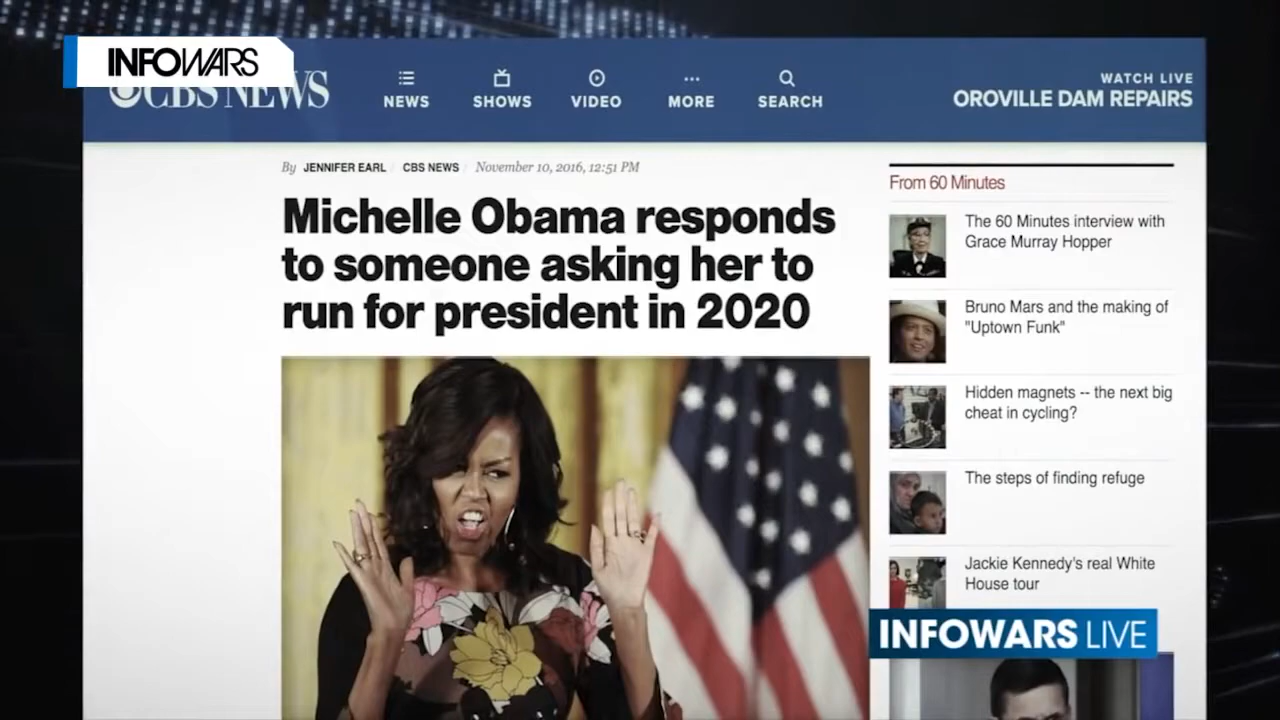 INFOWARS
CBS NEWS
NEWS
SHOWS
VIDEO
MORE
SEARCH
WATCH LIVE
OROVILLE DAM REPAIRS
By JENNIFER EARL CBS NEWS November 10, 2016, 12:51 PM
Michelle Obama responds
to someone asking her to
run for president in 2020
From 60 Minutes
The 60 Minutes interview with
Grace Murray Hopper
Bruno Mars and the making of
"Uptown Funk"
Hidden magnets -- the next big
cheat in cycling?
The steps of finding refuge
Jackie Kennedy's real White
House tour
INFOWARS LIVE